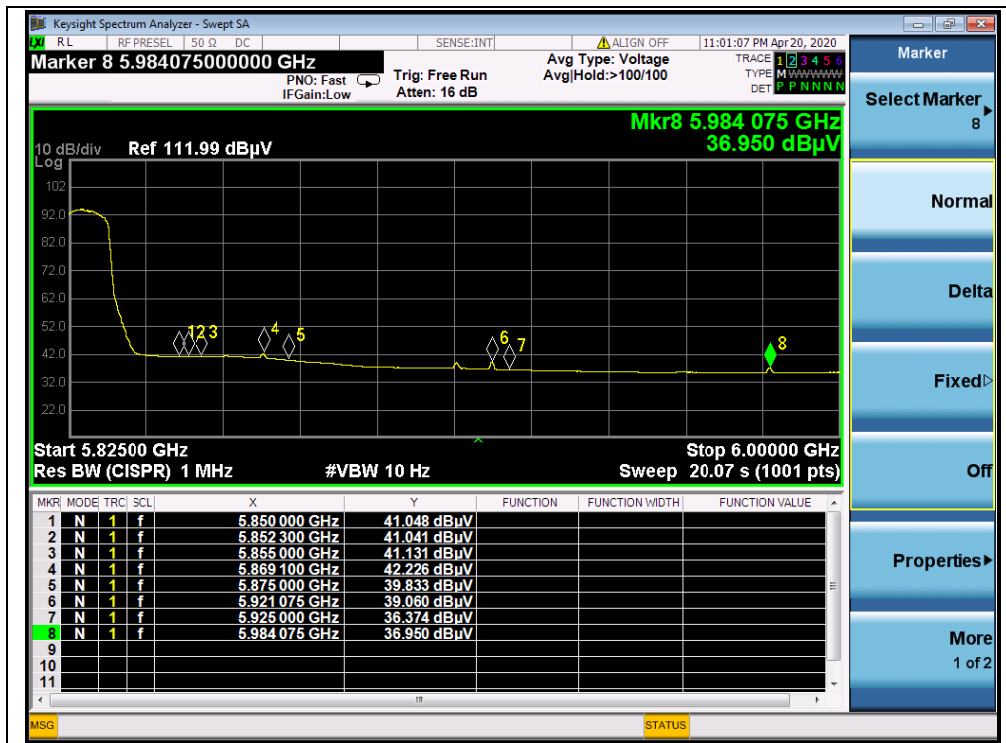 Keysight Spectrum Analyzer - Swept SA
LXI RL RF PRESEL 50 Ω DC SENSE:INT ALIGN OFF 11:01:07 PM Apr 20, 2020
Marker 8 5.984075000000 GHz
PNO: Fast
IFGain:Low
Trig: Free Run
Atten: 16 dB
Avg Type: Voltage
Avg|Hold:>100/100
TRACE 1 2 3 4 5 6
TYPE M WWWWW
DET P P N N N N
Mkr8 5.984 075 GHz
36.950 dBµV
10 dB/div Ref 111.99 dBµV
Log
102
92.0
82.0
72.0
62.0
52.0
42.0
32.0
22.0
1 2 3 4 5 6 7 8
Start 5.82500 GHz Stop 6.00000 GHz
Res BW (CISPR) 1 MHz #VBW 10 Hz Sweep 20.07 s (1001 pts)
MKR MODE TRC SCL X Y FUNCTION FUNCTION WIDTH FUNCTION VALUE
1 N 1 f 5.850 000 GHz 41.048 dBµV
2 N 1 f 5.852 300 GHz 41.041 dBµV
3 N 1 f 5.855 000 GHz 41.131 dBµV
4 N 1 f 5.869 100 GHz 42.226 dBµV
5 N 1 f 5.875 000 GHz 39.833 dBµV
6 N 1 f 5.921 075 GHz 39.060 dBµV
7 N 1 f 5.925 000 GHz 36.374 dBµV
8 N 1 f 5.984 075 GHz 36.950 dBµV
9
10
11
MSG STATUS
Marker
Select Marker
8
Normal
Delta
Fixed
Off
Properties
More
1 of 2